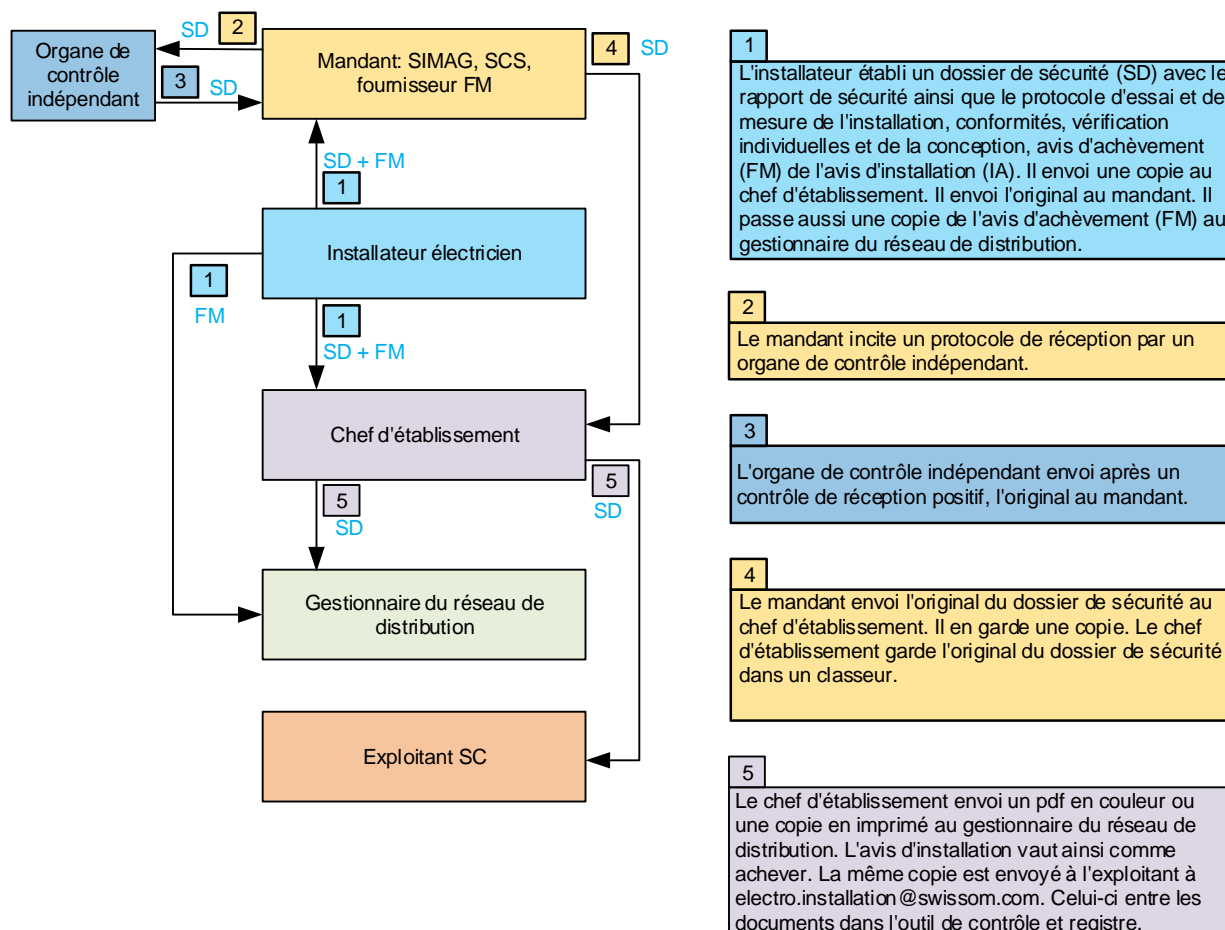 SD
2
Organe de
contrôle
indépendant
3
SD
Mandant: SIMAG, SCS,
fournisseur FM
4
SD
SD + FM
1
Installateur électricien
1
FM
1
SD + FM
Chef d'établissement
5
SD
5
SD
Gestionnaire du réseau de
distribution
Exploitant SC
1
L'installateur établi un dossier de sécurité (SD) avec le
rapport de sécurité ainsi que le protocole d'essai et de
mesure de l'installation, conformités, vérification
individuelles et de la conception, avis d'achèvement
(FM) de l'avis d'installation (IA). Il envoi une copie au
chef d'établissement. Il envoi l'original au mandant. Il
passe aussi une copie de l'avis d'achèvement (FM) au
gestionnaire du réseau de distribution.
2
Le mandant incite un protocole de réception par un
organe de contrôle indépendant.
3
L'organe de contrôle indépendant envoi après un
contrôle de réception positif, l'original au mandant.
4
Le mandant envoi l'original du dossier de sécurité au
chef d'établissement. Il en garde une copie. Le chef
d'établissement garde l'original du dossier de sécurité
dans un classeur.
5
Le chef d'établissement envoi un pdf en couleur ou
une copie en imprimé au gestionnaire du réseau de
distribution. L'avis d'installation vaut ainsi comme
achever. La même copie est envoyé à l'exploitant à
electro.installation@swissom.com. Celui-ci entre les
documents dans l'outil de contrôle et registre.